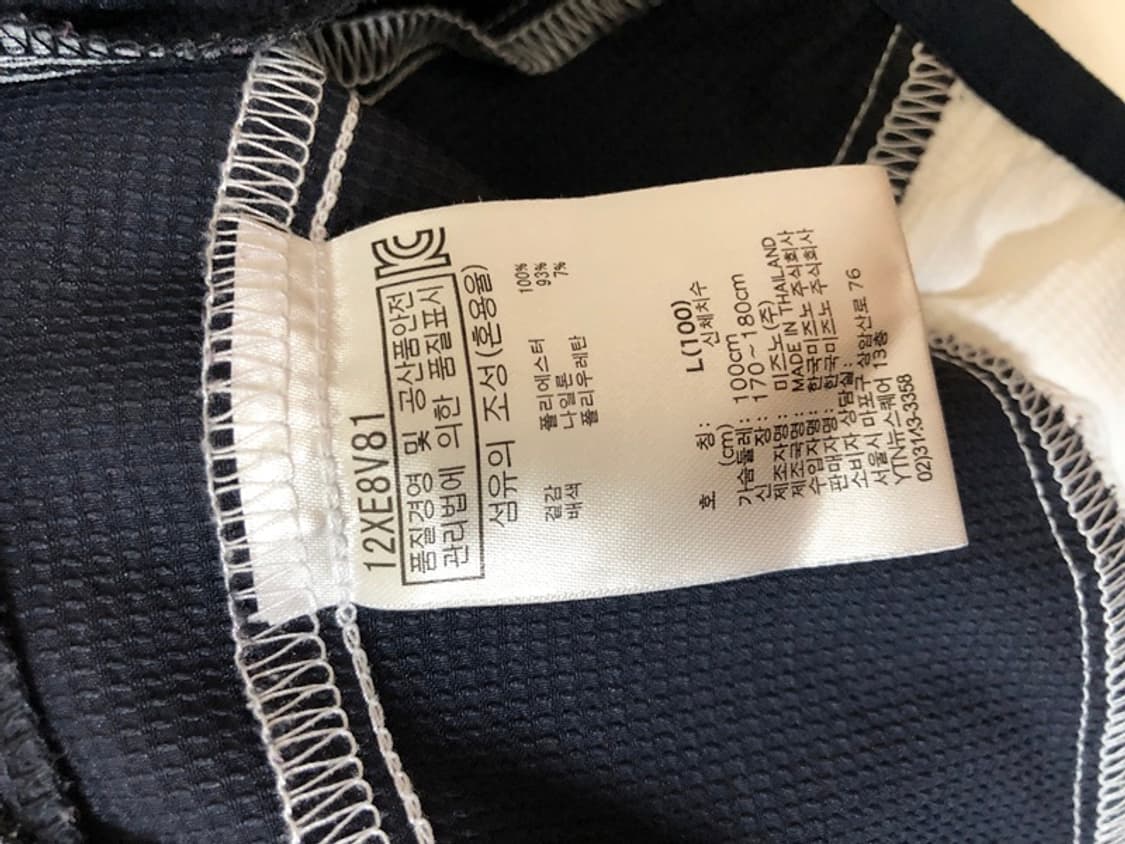 12XE8V81
품질경영 및 공산품안전
관리법에 의한 품질표시
섬유의 조성(혼용율)
겉감 폴리에스터 100%
배색 나일론 93%
폴리우레탄 7%
L(100)
호 칭: 신체치수
(cm)
가슴둘레: 100cm
신 장: 170~180cm
제조자명: 미즈노(주)
제조국명: MADE IN THAILAND
수입자명: 한국미즈노 주식회사
판매자명: 한국미즈노 주식회사
소비자 상담실:
서울시 마포구 상암산로 76
YTN뉴스퀘어 13층
02)3143-3358